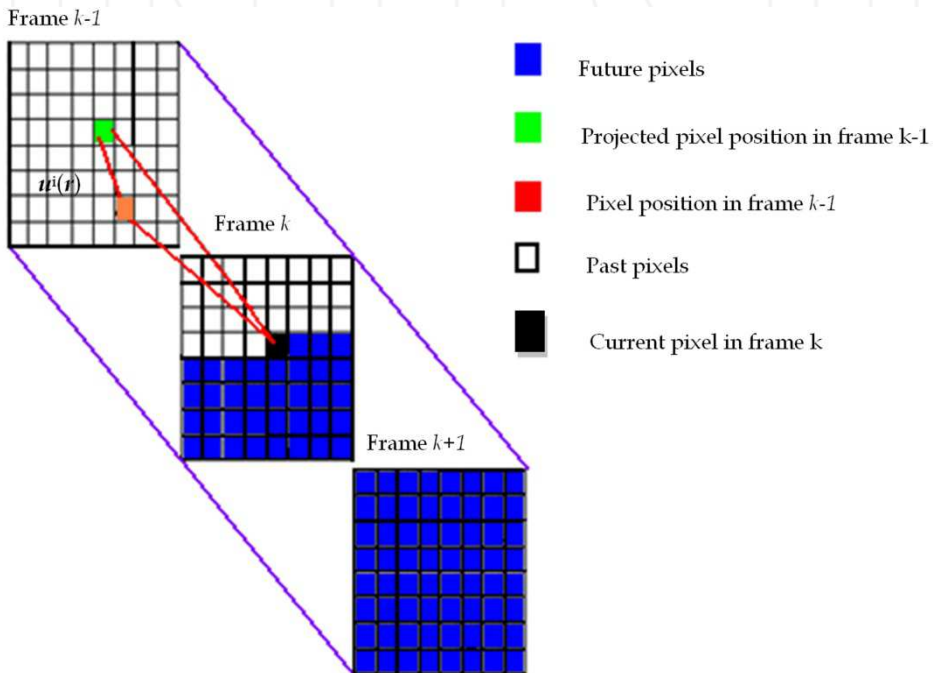 Frame k-1
Future pixels
Projected pixel position in frame k-1
uⁱ(r)
Pixel position in frame k-1
Frame k
Past pixels
Current pixel in frame k
Frame k+1